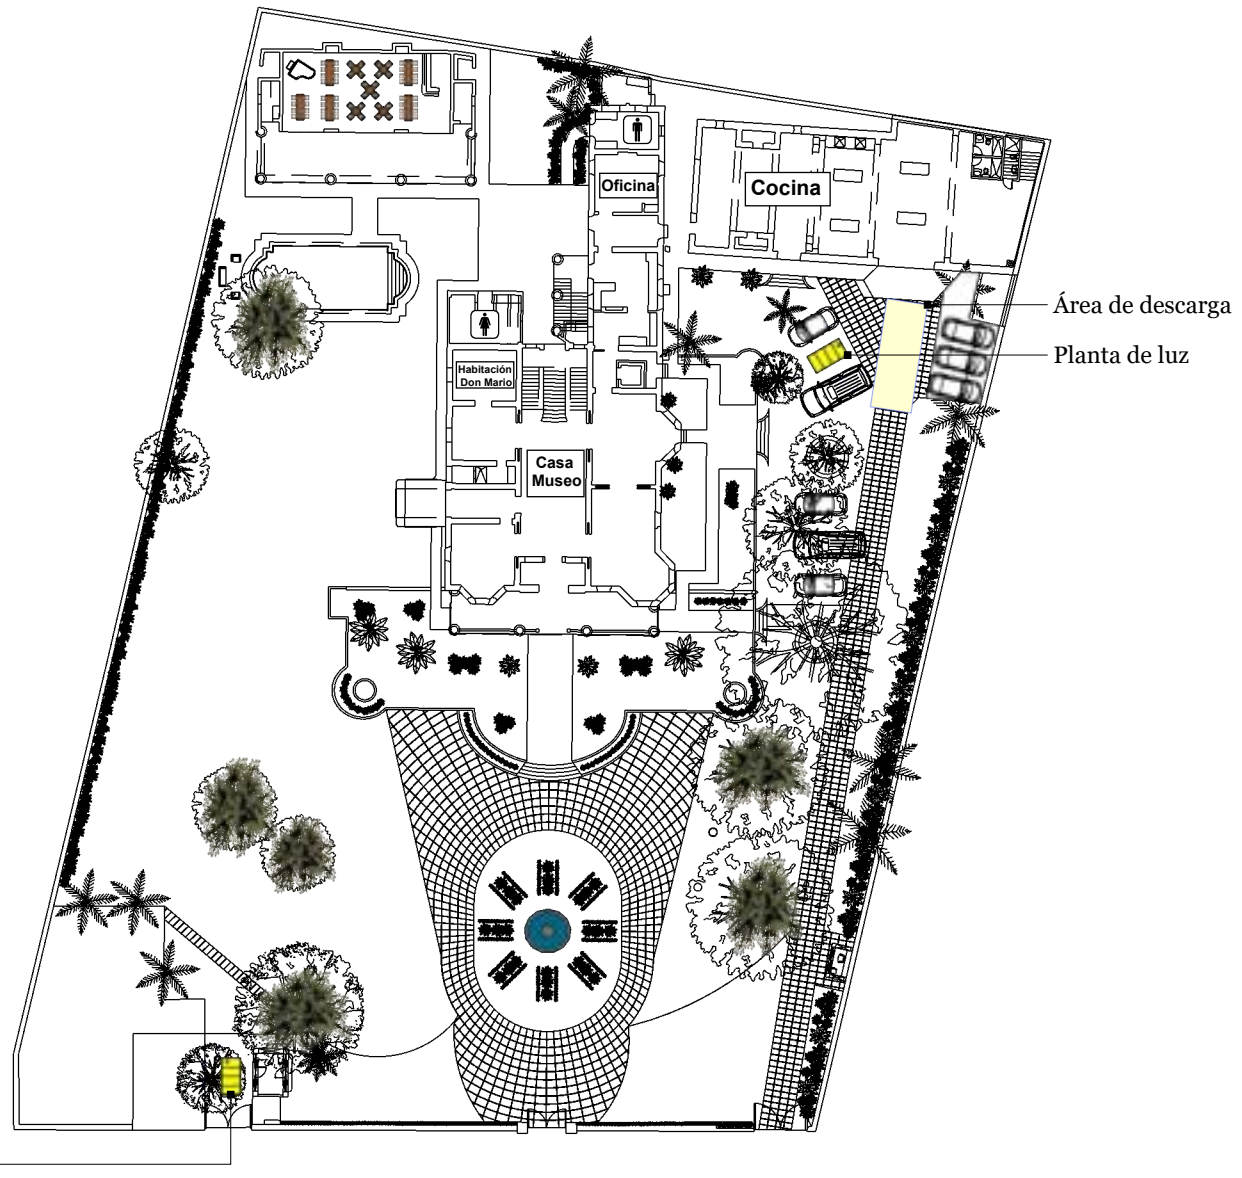 Oficina
Cocina
Área de descarga
Planta de luz
Habitación
Don Mario
Casa
Museo